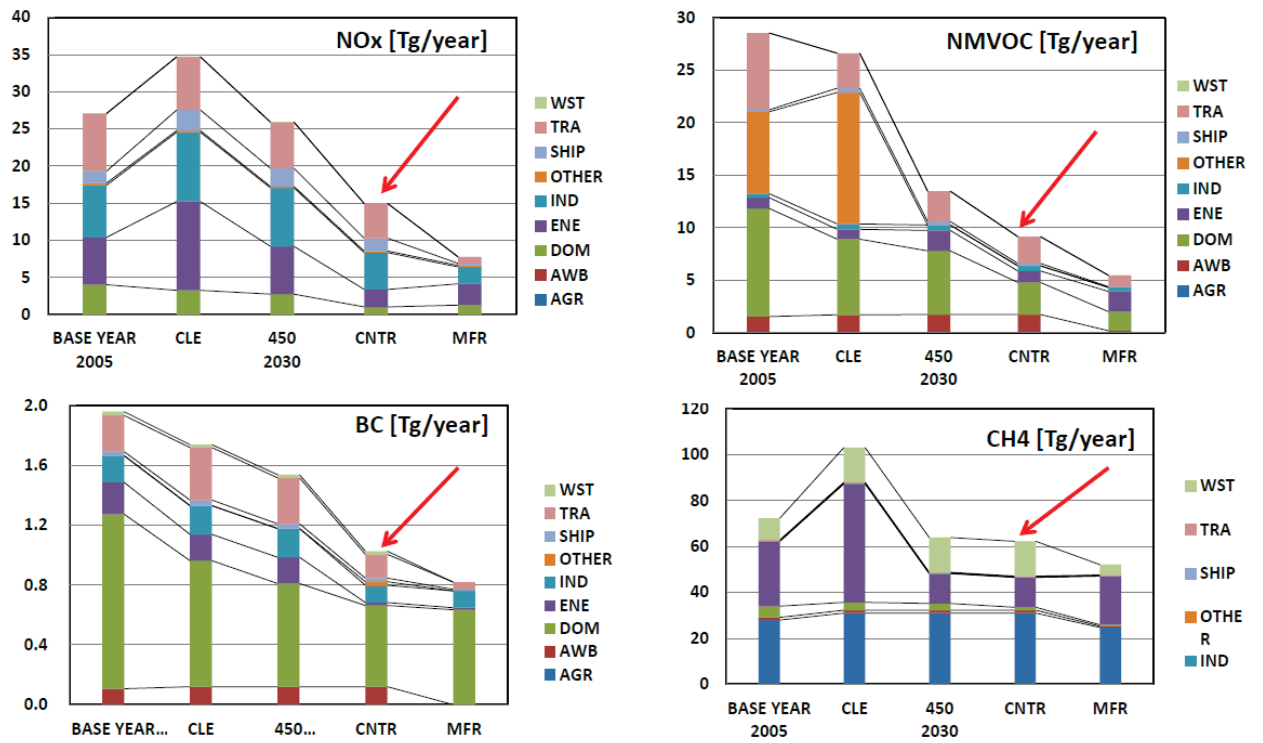 NOx [Tg/year]
40
35
30
25
20
15
10
5
0
BASE YEAR CLE 450 CNTR MFR
2005 2030
WST
TRA
SHIP
OTHER
IND
ENE
DOM
AWB
AGR
NMVOC [Tg/year]
30
25
20
15
10
5
0
BASE YEAR CLE 450 CNTR MFR
2005 2030
WST
TRA
SHIP
OTHER
IND
ENE
DOM
AWB
AGR
BC [Tg/year]
2.0
1.6
1.2
0.8
0.4
0.0
BASE YEAR... CLE 450... CNTR MFR
WST
TRA
SHIP
OTHER
IND
ENE
DOM
AWB
AGR
CH4 [Tg/year]
120
100
80
60
40
20
0
BASE YEAR CLE 450 CNTR MFR
2005 2030
WST
TRA
SHIP
OTHE
R
IND